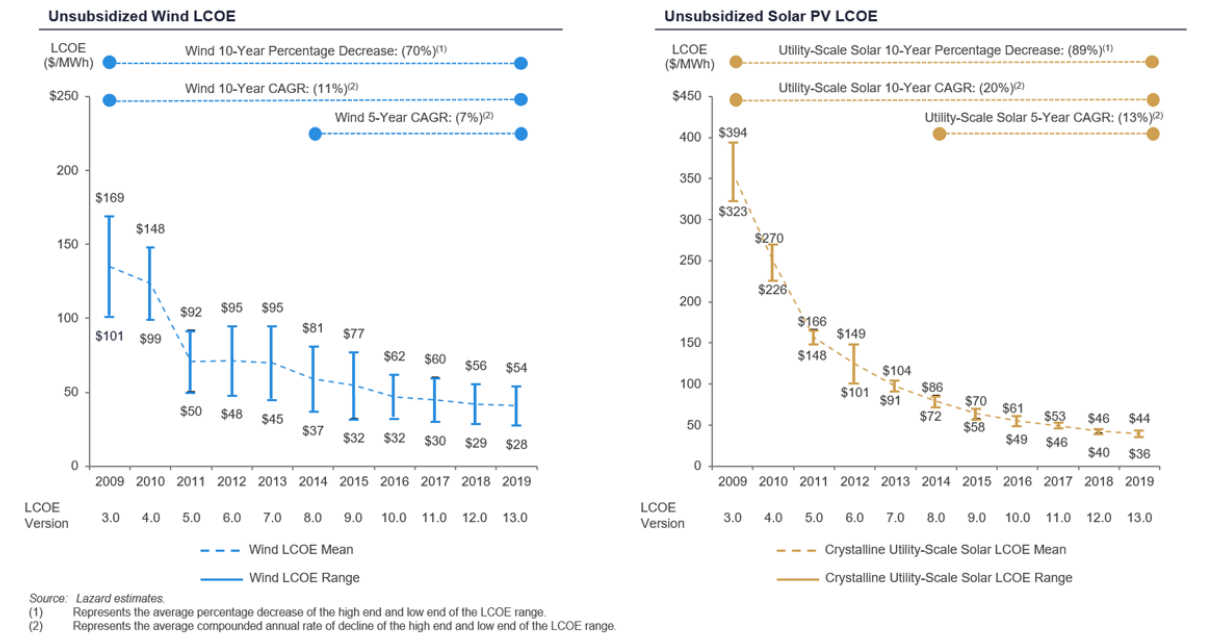 Unsubsidized Wind LCOE
LCOE
($/MWh)
Wind 10-Year Percentage Decrease: (70%)(1)
Wind 10-Year CAGR: (11%)(2)
Wind 5-Year CAGR: (7%)(2)
$250
200
150
100
50
0
$169
$148
$92
$95
$95
$81
$77
$62
$60
$56
$54
$101
$99
$50
$48
$45
$37
$32
$32
$30
$29
$28
2009 2010 2011 2012 2013 2014 2015 2016 2017 2018 2019
LCOE
Version
3.0 4.0 5.0 6.0 7.0 8.0 9.0 10.0 11.0 12.0 13.0
Wind LCOE Mean
Wind LCOE Range
Unsubsidized Solar PV LCOE
LCOE
($/MWh)
Utility-Scale Solar 10-Year Percentage Decrease: (89%)(1)
Utility-Scale Solar 10-Year CAGR: (20%)(2)
Utility-Scale Solar 5-Year CAGR: (13%)(2)
$450
400
350
300
250
200
150
100
50
0
$394
$323
$270
$226
$166
$148
$149
$101
$104
$91
$86
$72
$70
$58
$61
$49
$53
$46
$46
$40
$44
$36
2009 2010 2011 2012 2013 2014 2015 2016 2017 2018 2019
LCOE
Version
3.0 4.0 5.0 6.0 7.0 8.0 9.0 10.0 11.0 12.0 13.0
Crystalline Utility-Scale Solar LCOE Mean
Crystalline Utility-Scale Solar LCOE Range
Source: Lazard estimates.
(1) Represents the average percentage decrease of the high end and low end of the LCOE range.
(2) Represents the average compounded annual rate of decline of the high end and low end of the LCOE range.